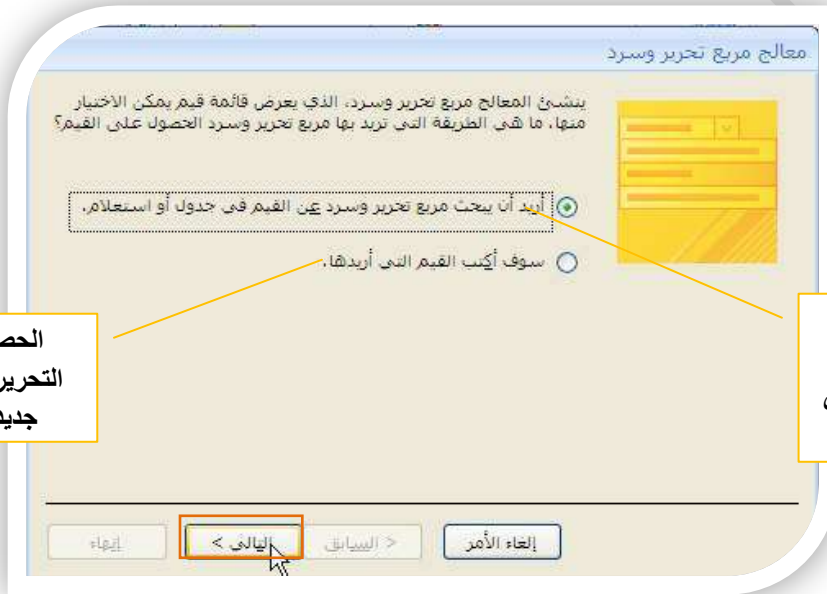 معالج مربع تحرير وسرد
ينشئ المعالج مربع تحرير وسرد، الذي يعرض قائمة قيم يمكن الاختيار
منها، ما هي الطريقة التي تريد بها مربع تحرير وسرد الحصول على القيم؟
أريد أن يبحث مربع تحرير وسرد عن القيم في جدول أو استعلام.
سوف أكتب القيم التي أريدها.
التحرير
إلغاء الأمر
< السابق
التالي >
إنهاء